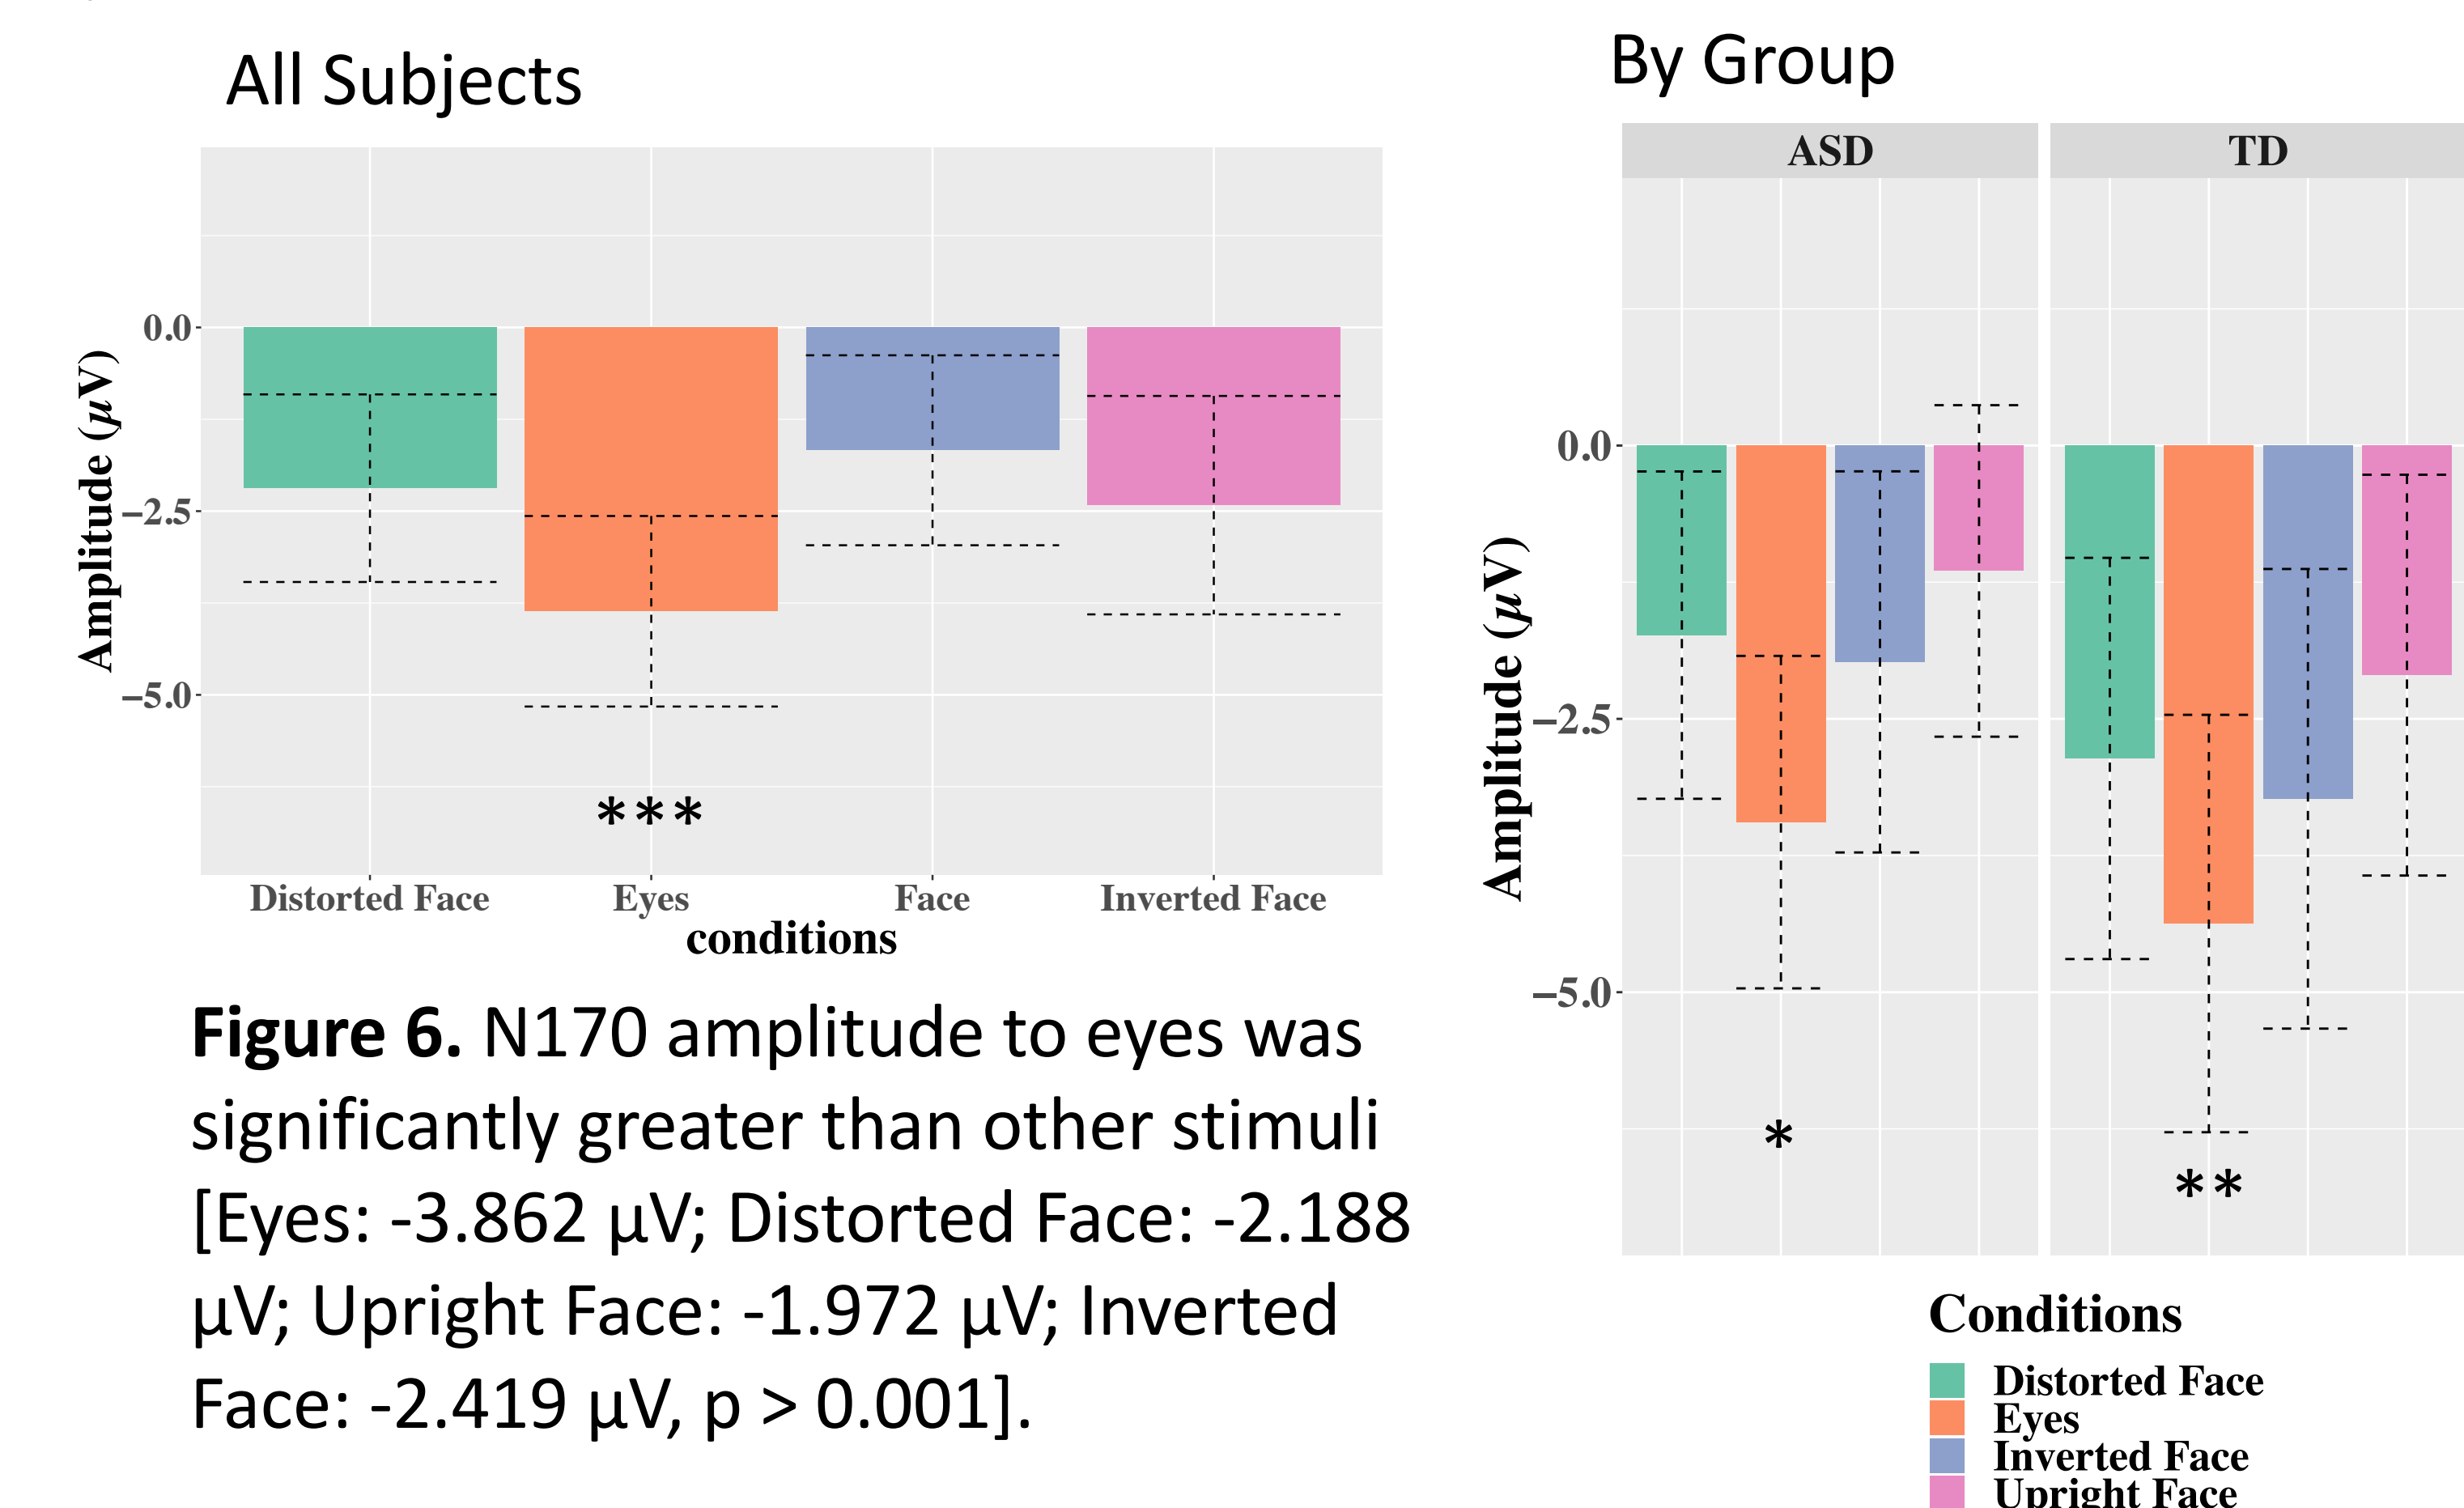 All Subjects
By Group
ASD
TD
Amplitude (µV)
0.0
−2.5
−5.0
***
Distorted Face
Eyes
Face
Inverted Face
conditions
Amplitude (µV)
0.0
−2.5
−5.0
*
**
Figure 6. N170 amplitude to eyes was
significantly greater than other stimuli
[Eyes: -3.862 µV; Distorted Face: -2.188
µV; Upright Face: -1.972 µV; Inverted
Face: -2.419 µV, p > 0.001].
Conditions
Distorted Face
Eyes
Inverted Face
Upright Face